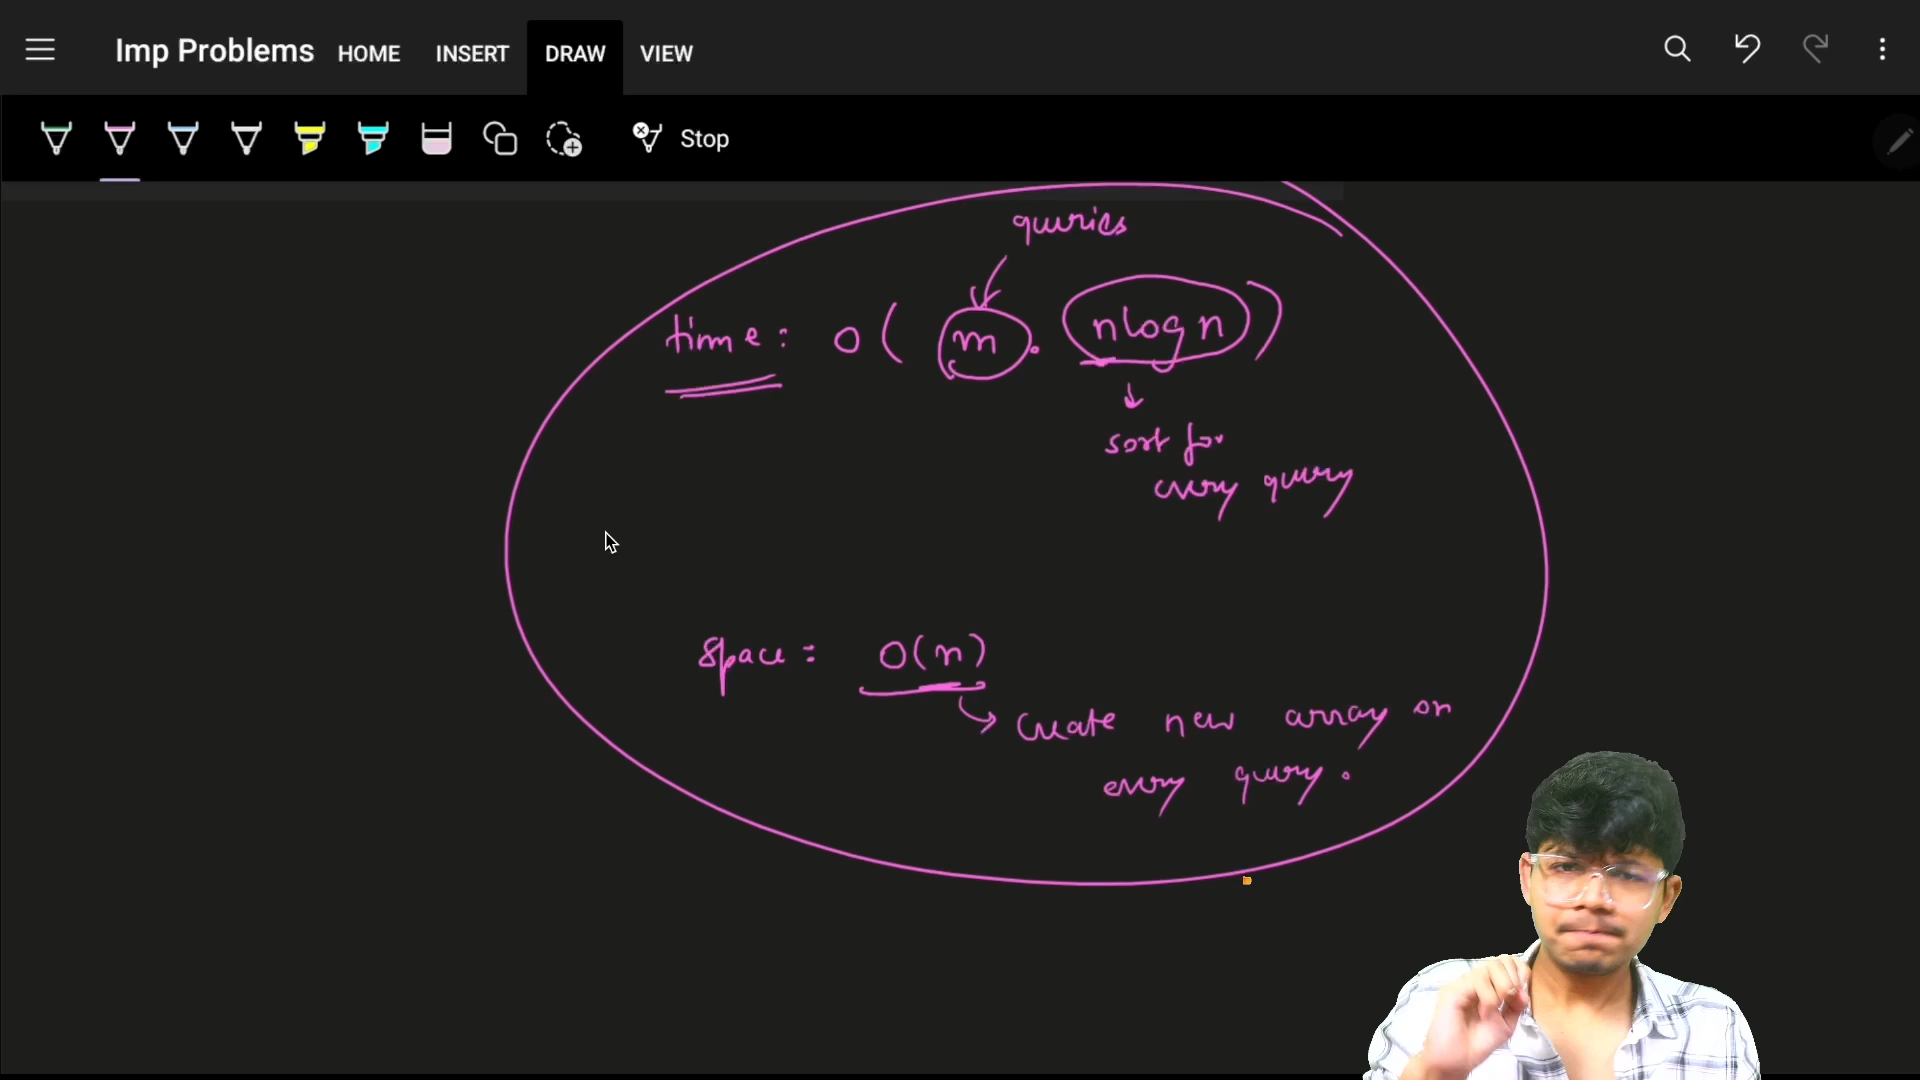 Imp Problems HOME INSERT DRAW VIEW
Stop
queries
time: O( m . nlogn)
sort for
every query
Space: O(n)
Create new array on
every query.